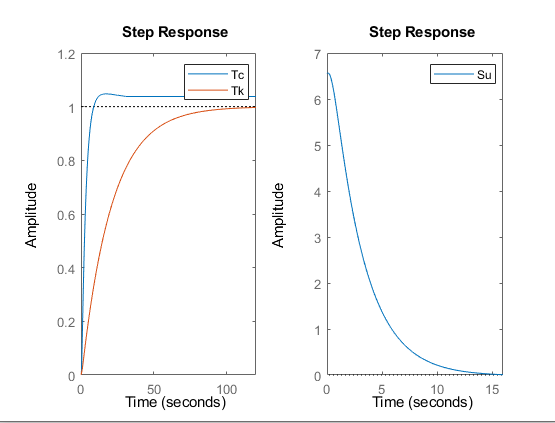 Step Response
1.2
1
0.8
0.6
0.4
0.2
0
0 50 100
Amplitude
Time (seconds)
Tc
Tk
Step Response
7
6
5
4
3
2
1
0
0 5 10 15
Amplitude
Time (seconds)
Su